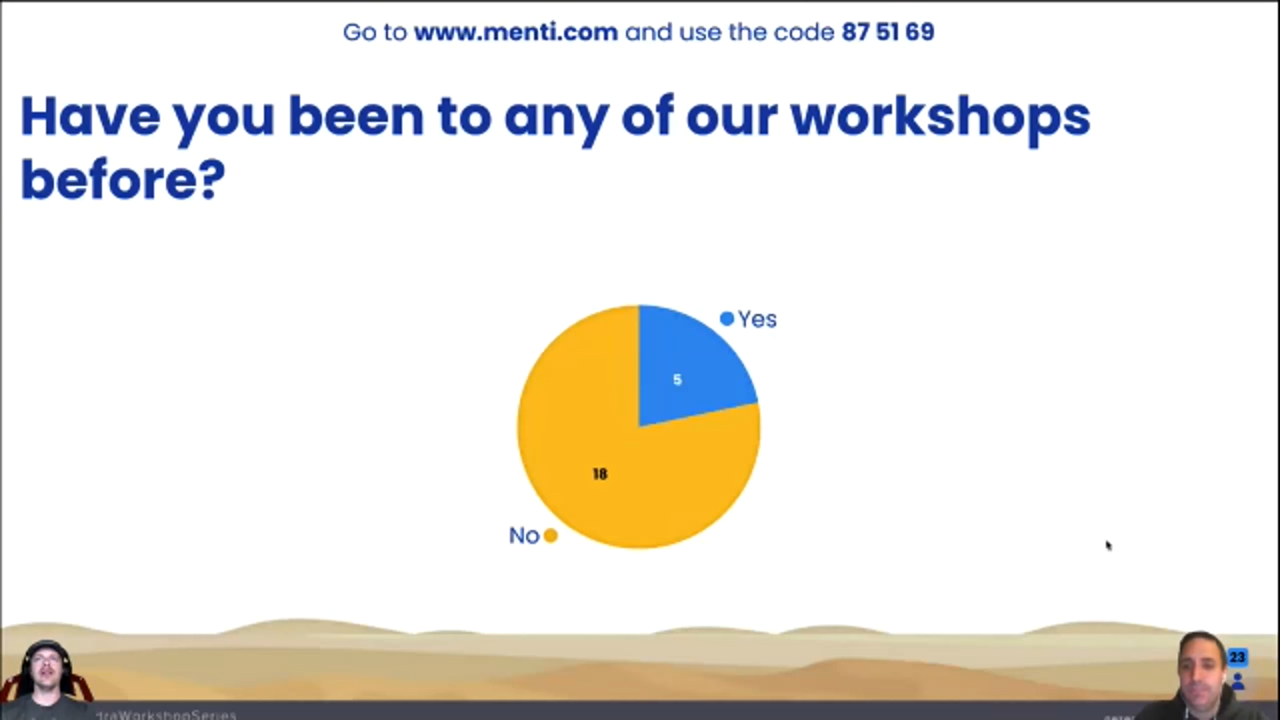 Go to www.menti.com and use the code 87 51 69
Have you been to any of our workshops
before?
Yes
5
18
No
23